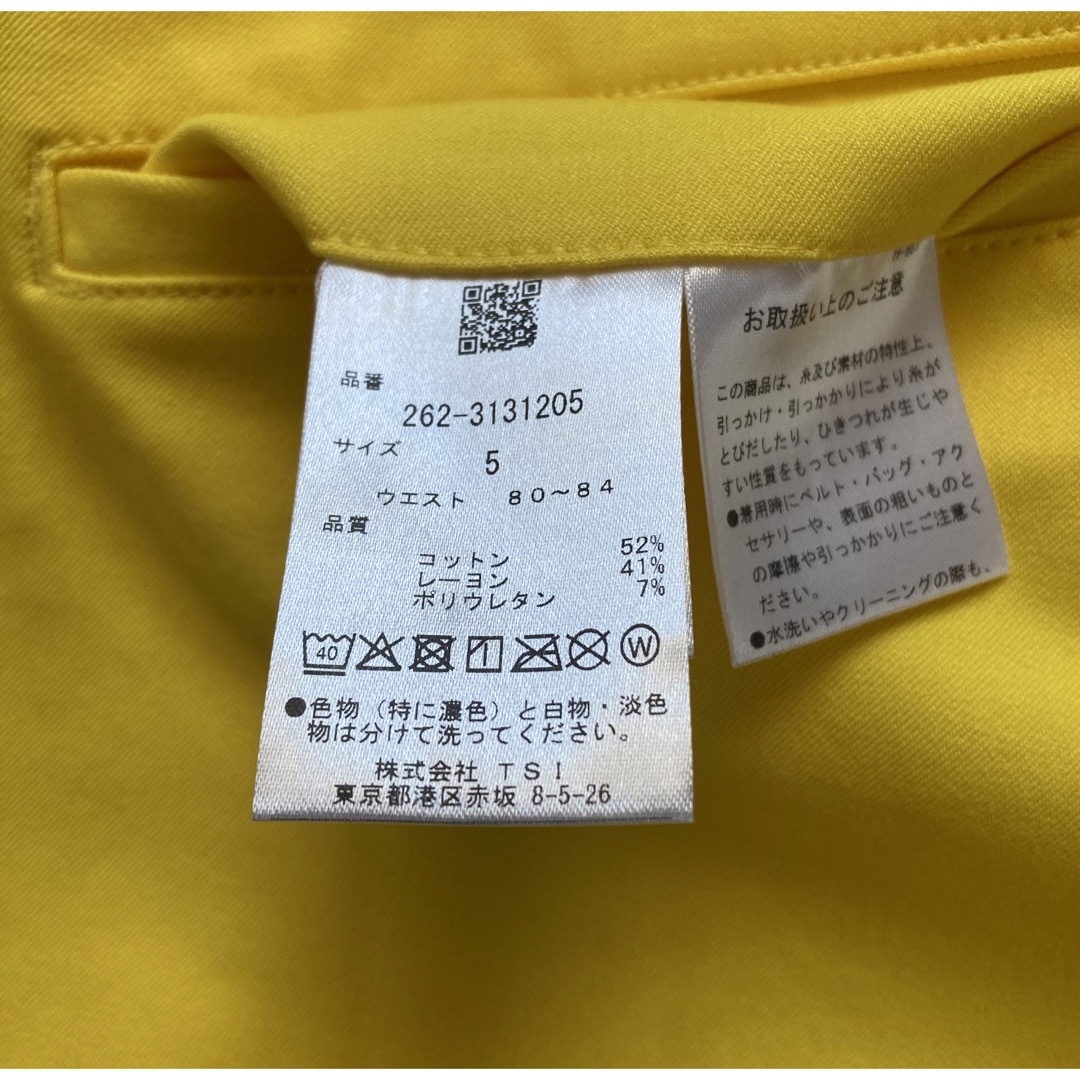 品番
262-3131205
サイズ
5
ウエスト 80〜84
品質
コットン 52%
レーヨン 41%
ポリウレタン 7%
40
W
●色物（特に濃色）と白物・淡色
物は分けて洗ってください。
株式会社 TSI
東京都港区赤坂 8-5-26
お取扱い上のご注意
この商品は、糸及び素材の特性上、
引っかけ・引っかかりにより糸が
とびだしたり、ひきつれが生じや
すい性質をもっています。
●着用時にベルト・バッグ・アク
セサリーや、表面の粗いものと
の摩擦や引っかかりにご注意く
ださい。
●水洗いやクリーニングの際も、